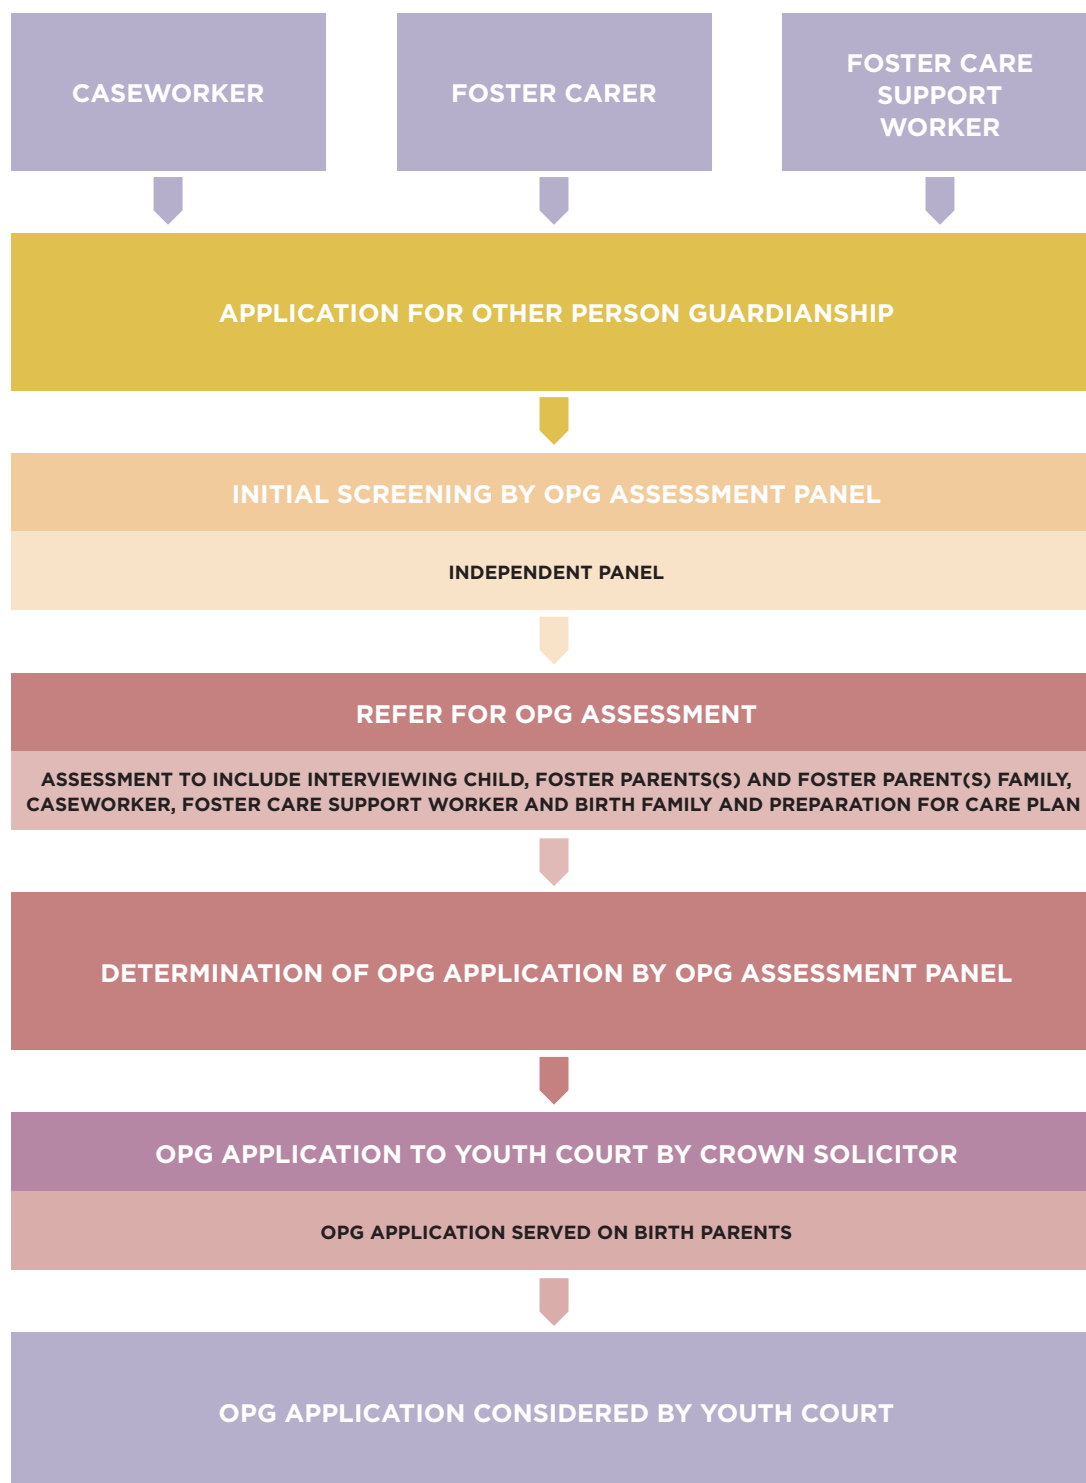 CASEWORKER
FOSTER CARER
FOSTER CARE
SUPPORT
WORKER
APPLICATION FOR OTHER PERSON GUARDIANSHIP
INITIAL SCREENING BY OPG ASSESSMENT PANEL
INDEPENDENT PANEL
REFER FOR OPG ASSESSMENT
ASSESSMENT TO INCLUDE INTERVIEWING CHILD, FOSTER PARENTS(S) AND FOSTER PARENT(S) FAMILY,
CASEWORKER, FOSTER CARE SUPPORT WORKER AND BIRTH FAMILY AND PREPARATION FOR CARE PLAN
DETERMINATION OF OPG APPLICATION BY OPG ASSESSMENT PANEL
OPG APPLICATION TO YOUTH COURT BY CROWN SOLICITOR
OPG APPLICATION SERVED ON BIRTH PARENTS
OPG APPLICATION CONSIDERED BY YOUTH COURT